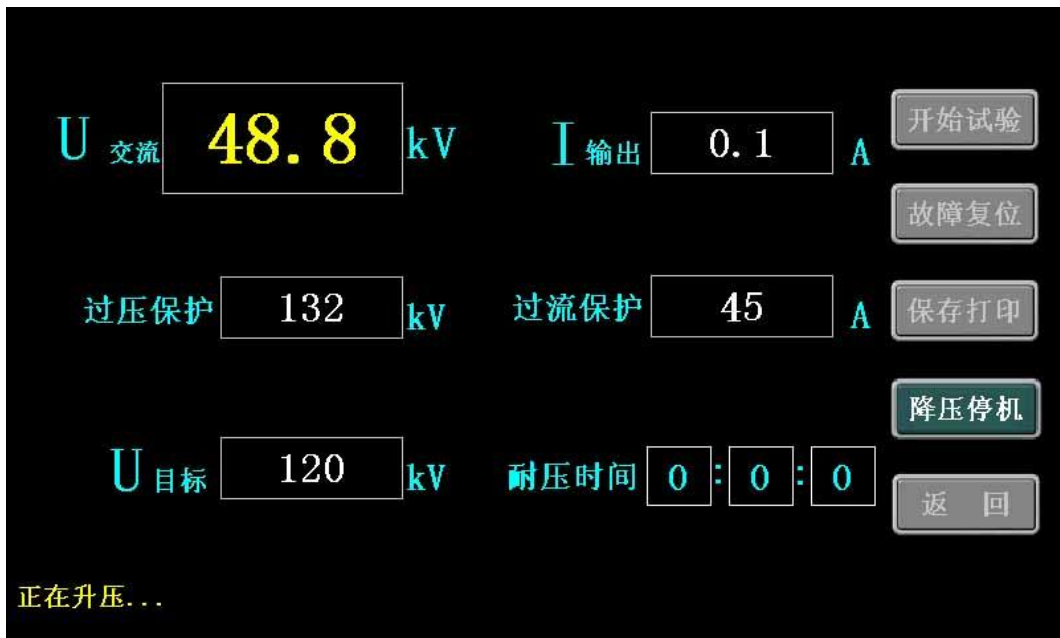 U 交流 48.8 kV I 输出 0.1 A 开始试验
故障复位
过压保护 132 kV 过流保护 45 A 保存打印
降压停机
U 目标 120 kV 耐压时间 0:0:0
返 回
正在升压...